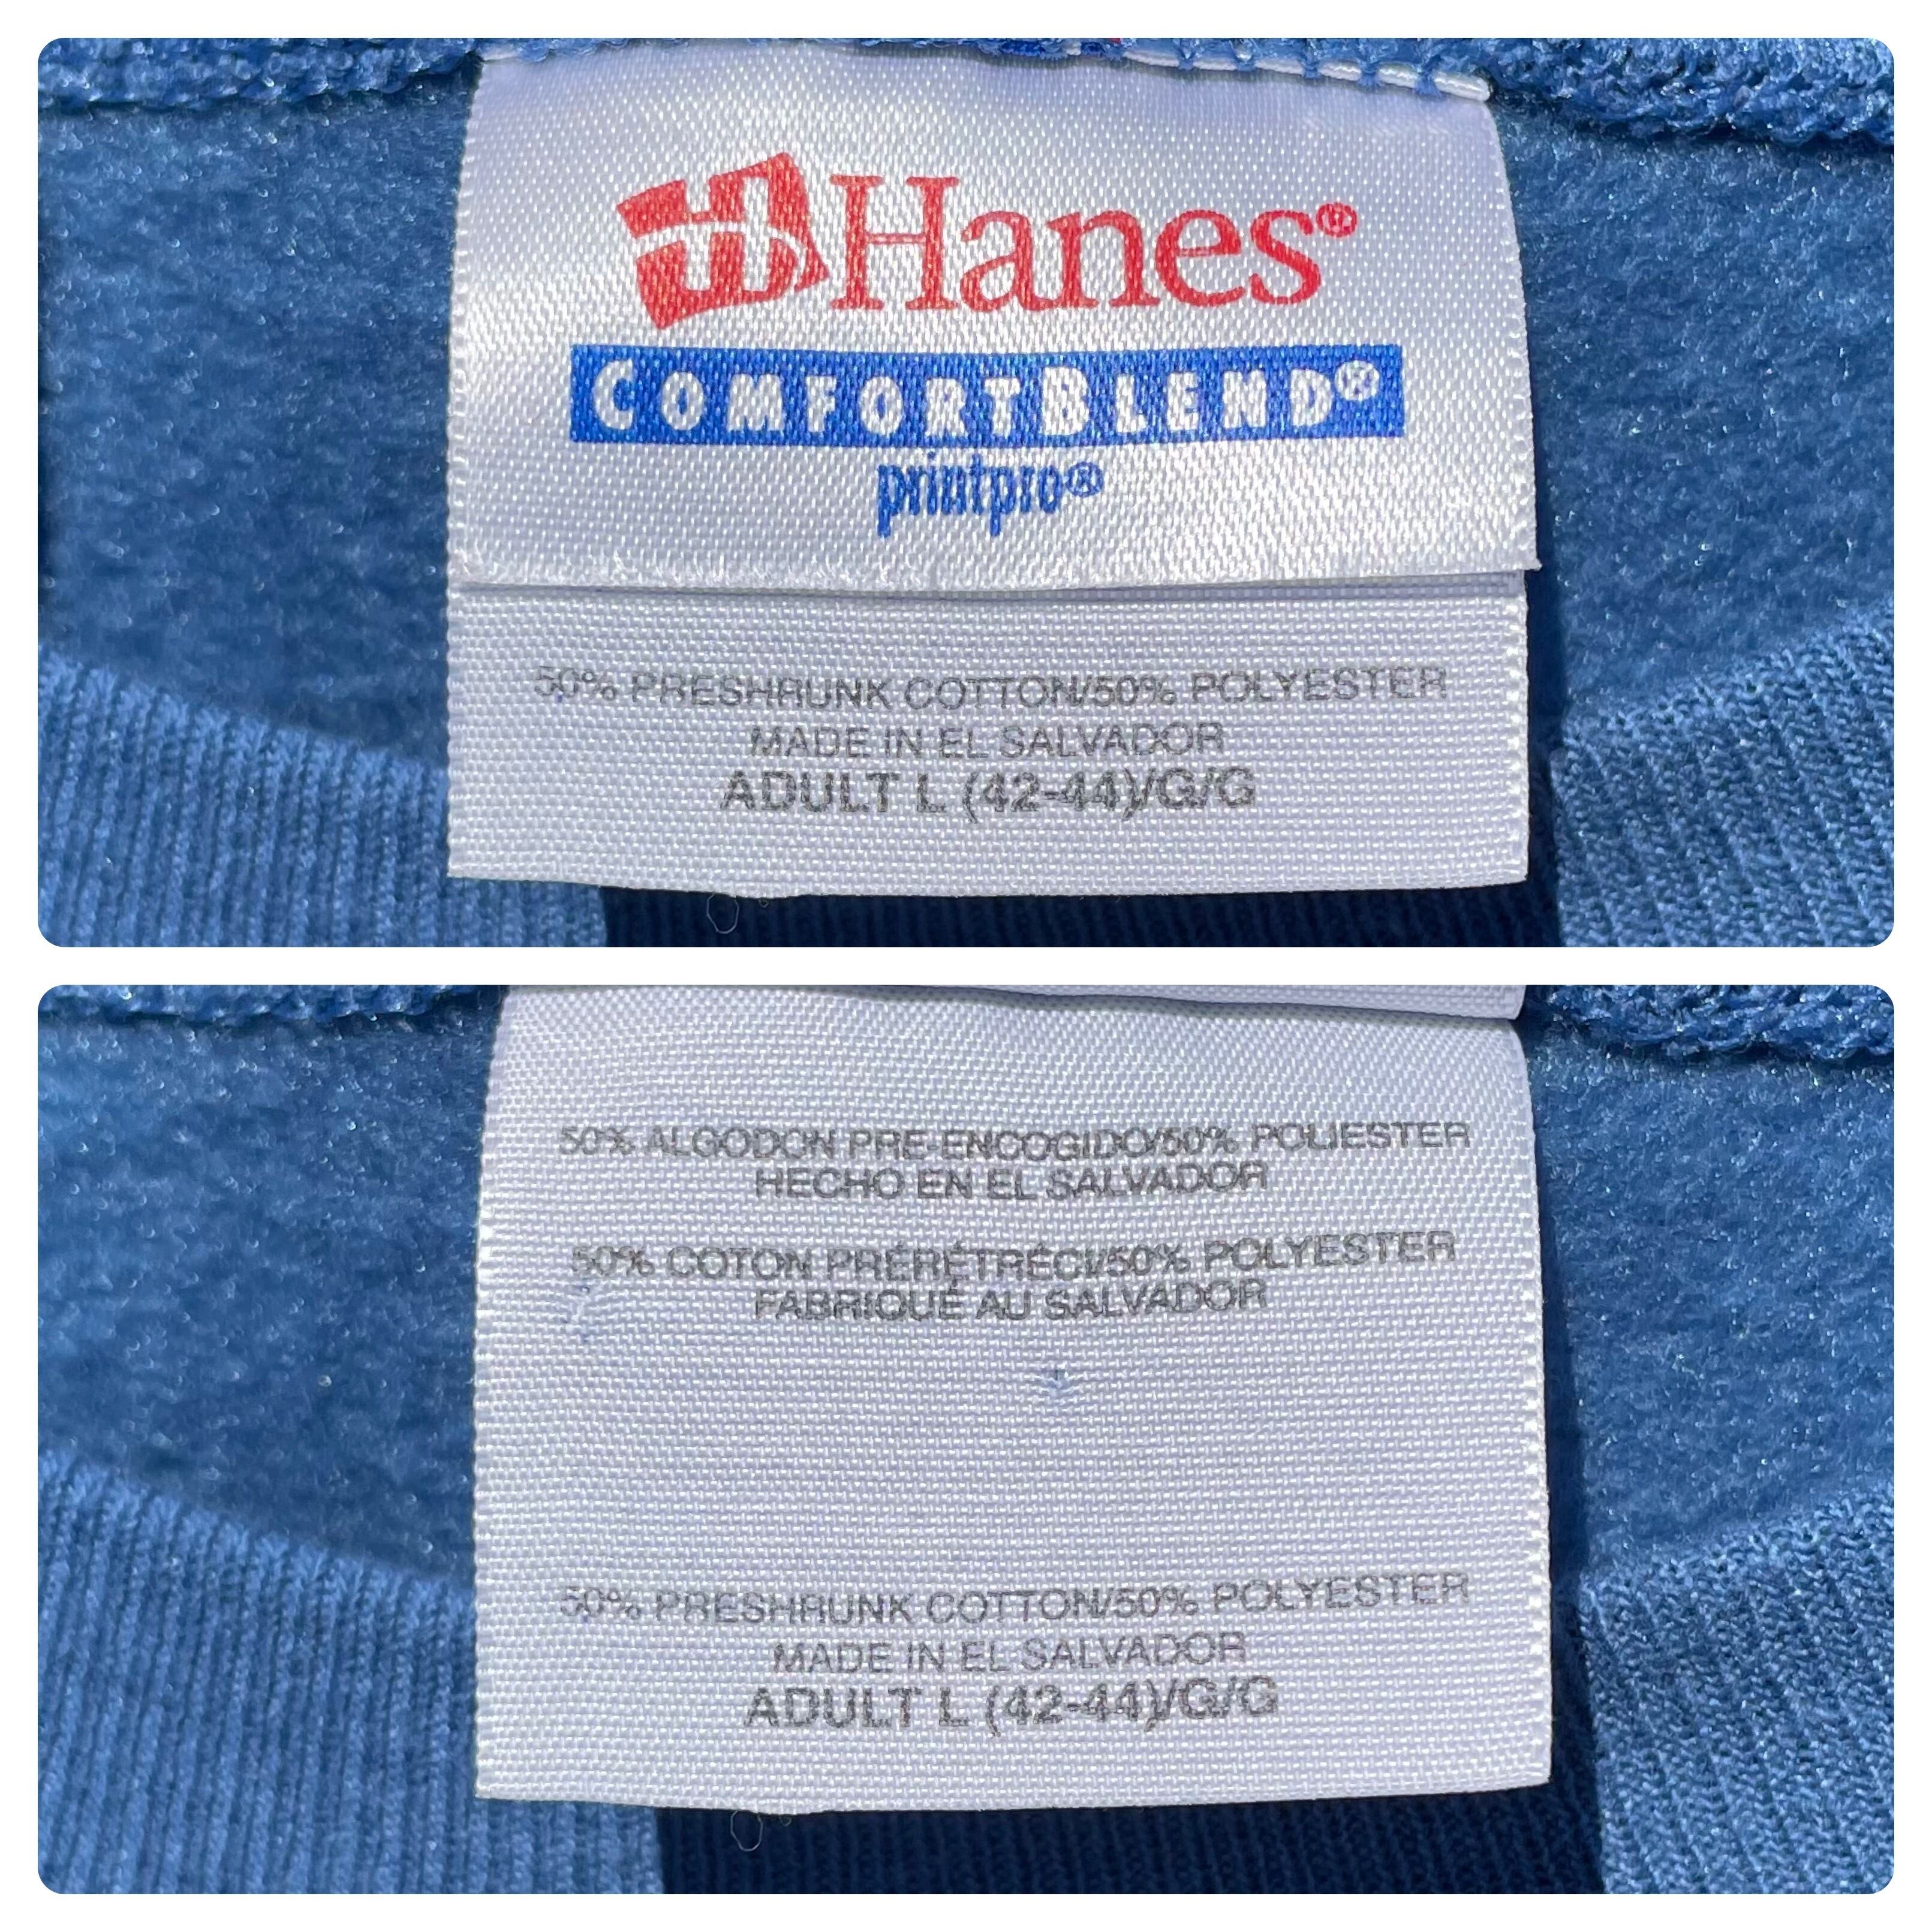 Hanes®
COMFORTBLEND®
printpro®
50% PRESHRUNK COTTON/50% POLYESTER
MADE IN EL SALVADOR
ADULT L (42-44)/G/G
50% ALGODON PRE-ENCOGIDO/50% POLIESTER
HECHO EN EL SALVADOR
50% COTON PRÉRÉTRÉCI/50% POLYESTER
FABRIQUÉ AU SALVADOR
50% PRESHRUNK COTTON/50% POLYESTER
MADE IN EL SALVADOR
ADULT L (42-44)/G/G